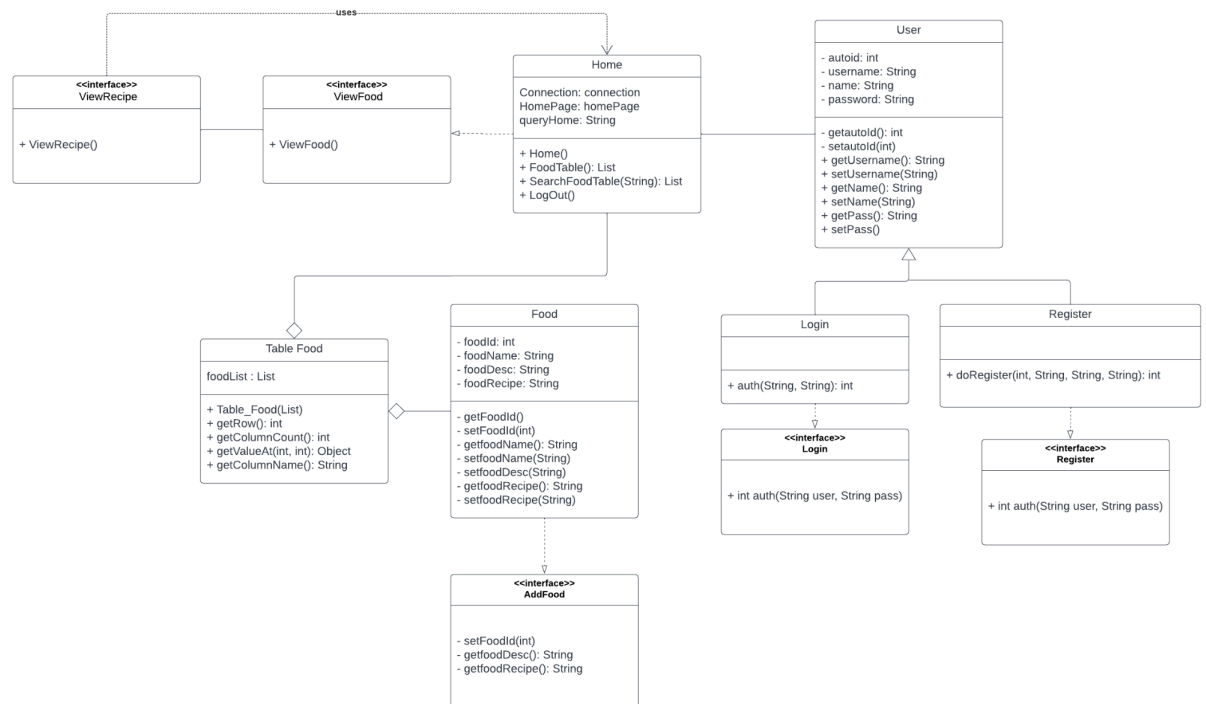 uses
<<interface>>
ViewRecipe
+ ViewRecipe()
<<interface>>
ViewFood
+ ViewFood()
Home
Connection: connection
HomePage: homePage
queryHome: String
+ Home()
+ FoodTable(): List
+ SearchFoodTable(String): List
+ LogOut()
User
- autoid: int
- username: String
- name: String
- password: String
- getautoId(): int
- setautoId(int)
+ getUsername(): String
+ setUsername(String)
+ getName(): String
+ setName(String)
+ getPass(): String
+ setPass()
Table Food
foodList : List
+ Table_Food(List)
+ getRow(): int
+ getColumnCount(): int
+ getValueAt(int, int): Object
+ getColumnName(): String
Food
- foodId: int
- foodName: String
- foodDesc: String
- foodRecipe: String
- getFoodId()
- setFoodId(int)
- getfoodName(): String
- setfoodName(String)
- setfoodDesc(String)
- getfoodRecipe(): String
- setfoodRecipe(String)
Login
+ auth(String, String): int
Register
+ doRegister(int, String, String, String): int
<<interface>>
Login
+ int auth(String user, String pass)
<<interface>>
Register
+ int auth(String user, String pass)
<<interface>>
AddFood
- setFoodId(int)
- getfoodDesc(): String
- getfoodRecipe(): String